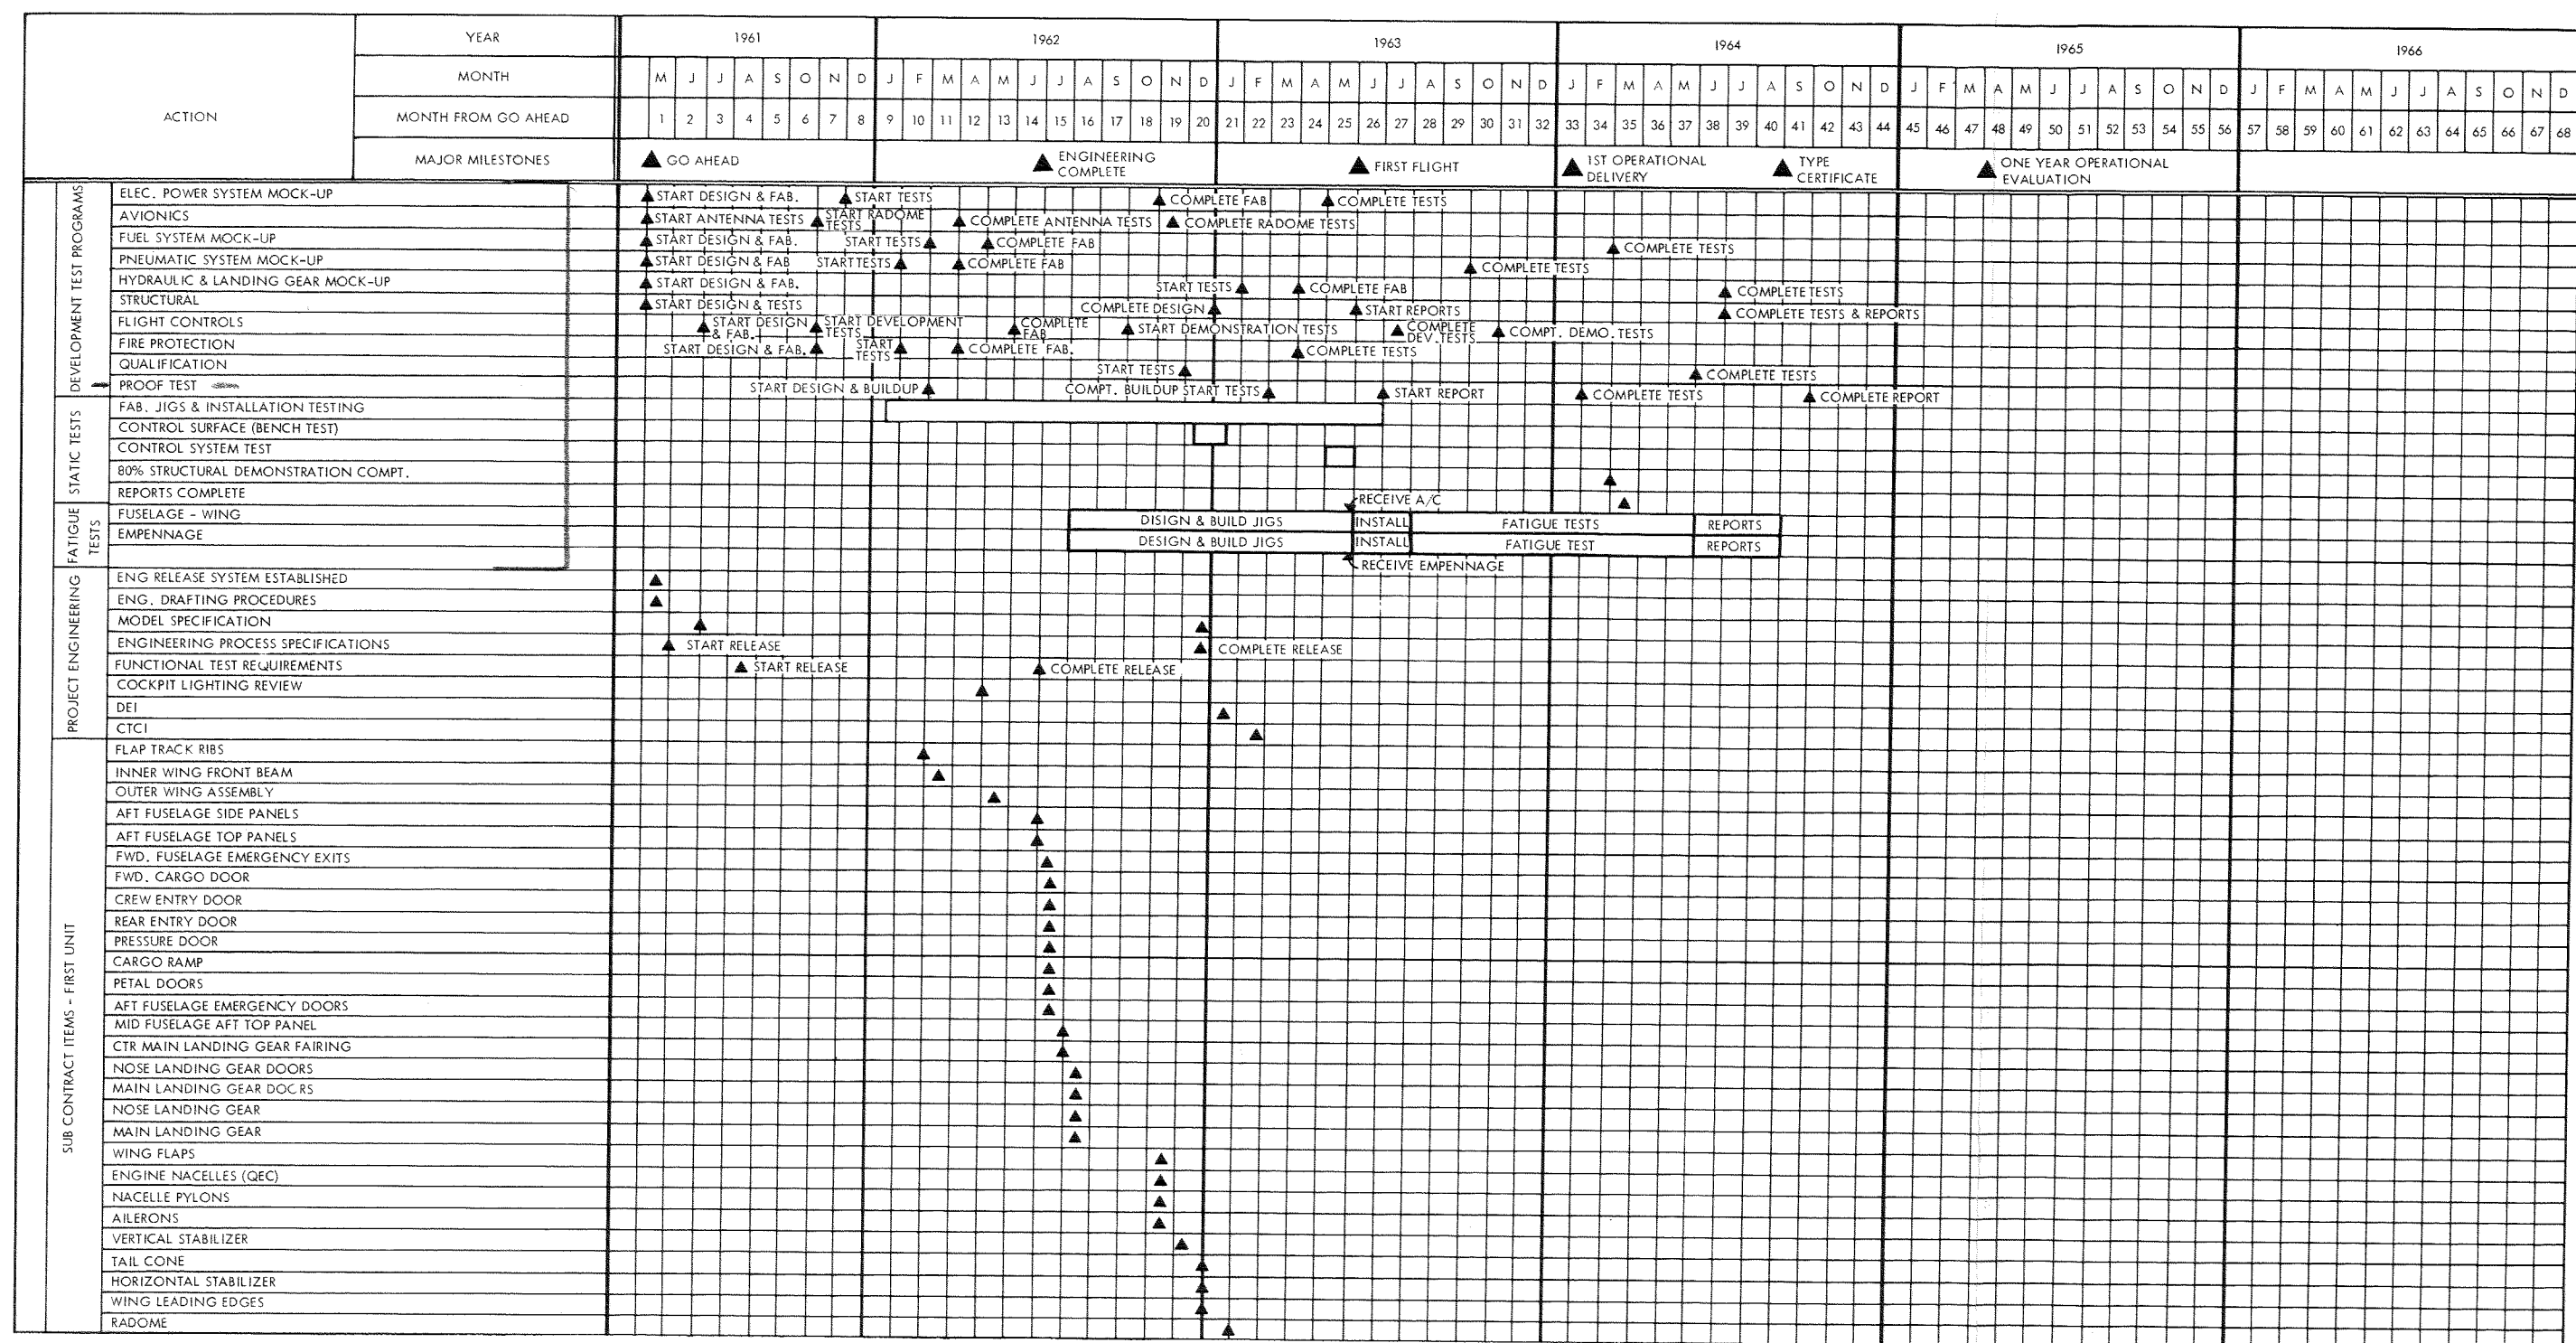 YEAR 1961 1962 1963 1964 1965 1966
MONTH M J J A S O N D J F M A M J J A S O N D J F M A M J J A S O N D J F M A M J J A S O N D J F M A M J J A S O N D J F M A M J J A S O N D
ACTION MONTH FROM GO AHEAD 1 2 3 4 5 6 7 8 9 10 11 12 13 14 15 16 17 18 19 20 21 22 23 24 25 26 27 28 29 30 31 32 33 34 35 36 37 38 39 40 41 42 43 44 45 46 47 48 49 50 51 52 53 54 55 56 57 58 59 60 61 62 63 64 65 66 67 68
MAJOR MILESTONES GO AHEAD ENGINEERING COMPLETE FIRST FLIGHT 1ST OPERATIONAL DELIVERY TYPE CERTIFICATE ONE YEAR OPERATIONAL EVALUATION
DEVELOPMENT TEST PROGRAMS
ELEC. POWER SYSTEM MOCK-UP START DESIGN & FAB. START TESTS COMPLETE FAB COMPLETE TESTS
AVIONICS START ANTENNA TESTS START RADOME TESTS COMPLETE ANTENNA TESTS COMPLETE RADOME TESTS
FUEL SYSTEM MOCK-UP START DESIGN & FAB. START TESTS COMPLETE FAB COMPLETE TESTS
PNEUMATIC SYSTEM MOCK-UP START DESIGN & FAB START TESTS COMPLETE FAB COMPLETE TESTS
HYDRAULIC & LANDING GEAR MOCK-UP START DESIGN & FAB. START TESTS COMPLETE FAB COMPLETE TESTS
STRUCTURAL START DESIGN & TESTS COMPLETE DESIGN START REPORTS COMPLETE TESTS & REPORTS
FLIGHT CONTROLS START DESIGN & FAB. START DEVELOPMENT TESTS COMPLETE FAB START DEMONSTRATION TESTS COMPLETE DEV. TESTS COMPT. DEMO. TESTS
FIRE PROTECTION START DESIGN & FAB. START TESTS COMPLETE FAB. COMPLETE TESTS
QUALIFICATION START TESTS COMPLETE TESTS
PROOF TEST START DESIGN & BUILDUP COMPT. BUILDUP START TESTS START REPORT COMPLETE TESTS COMPLETE REPORT
STATIC TESTS
FAB. JIGS & INSTALLATION TESTING
CONTROL SURFACE (BENCH TEST)
CONTROL SYSTEM TEST
80% STRUCTURAL DEMONSTRATION COMPT.
REPORTS COMPLETE
RECEIVE A/C
FATIGUE TESTS
FUSELAGE - WING DISIGN & BUILD JIGS INSTALL FATIGUE TESTS REPORTS
EMPENNAGE DESIGN & BUILD JIGS INSTALL FATIGUE TEST REPORTS
RECEIVE EMPENNAGE
PROJECT ENGINEERING
ENG RELEASE SYSTEM ESTABLISHED
ENG. DRAFTING PROCEDURES
MODEL SPECIFICATION
ENGINEERING PROCESS SPECIFICATIONS START RELEASE COMPLETE RELEASE
FUNCTIONAL TEST REQUIREMENTS START RELEASE COMPLETE RELEASE
COCKPIT LIGHTING REVIEW
DEI
CTCI
SUB CONTRACT ITEMS - FIRST UNIT
FLAP TRACK RIBS
INNER WING FRONT BEAM
OUTER WING ASSEMBLY
AFT FUSELAGE SIDE PANELS
AFT FUSELAGE TOP PANELS
FWD. FUSELAGE EMERGENCY EXITS
FWD. CARGO DOOR
CREW ENTRY DOOR
REAR ENTRY DOOR
PRESSURE DOOR
CARGO RAMP
PETAL DOORS
AFT FUSELAGE EMERGENCY DOORS
MID FUSELAGE AFT TOP PANEL
CTR MAIN LANDING GEAR FAIRING
NOSE LANDING GEAR DOORS
MAIN LANDING GEAR DOORS
NOSE LANDING GEAR
MAIN LANDING GEAR
WING FLAPS
ENGINE NACELLES (QEC)
NACELLE PYLONS
AILERONS
VERTICAL STABILIZER
TAIL CONE
HORIZONTAL STABILIZER
WING LEADING EDGES
RADOME